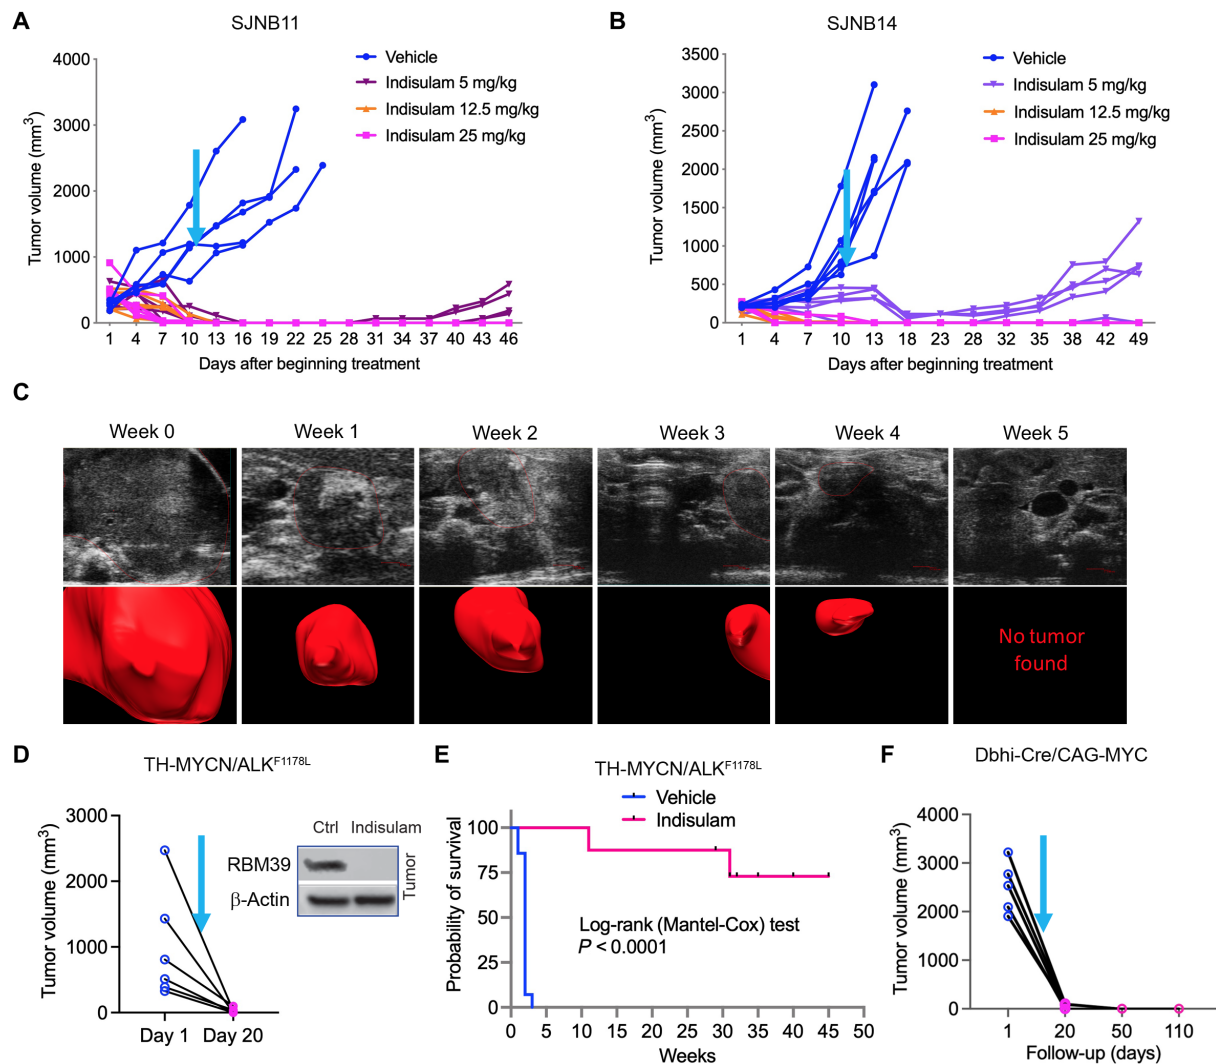 A
SJNB11
Tumor volume (mm3)
4000
3000
2000
1000
0
1 4 7 10 13 16 19 22 25 28 31 34 37 40 43 46
Days after beginning treatment
Vehicle
Indisulam 5 mg/kg
Indisulam 12.5 mg/kg
Indisulam 25 mg/kg
B
SJNB14
Tumor volume (mm3)
3500
3000
2500
2000
1500
1000
500
0
1 4 7 10 13 18 23 28 32 35 38 42 49
Days after beginning treatment
Vehicle
Indisulam 5 mg/kg
Indisulam 12.5 mg/kg
Indisulam 25 mg/kg
C
Week 0 Week 1 Week 2 Week 3 Week 4 Week 5
No tumor
found
D
TH-MYCN/ALKF1178L
Tumor volume (mm3)
3000
2000
1000
0
Day 1 Day 20
Ctrl Indisulam
RBM39
β-Actin
Tumor
E
TH-MYCN/ALKF1178L
Vehicle
Indisulam
Probability of survival
100
75
50
25
0
Log-rank (Mantel-Cox) test
P < 0.0001
0 5 10 15 20 25 30 35 40 45 50
Weeks
F
Dbhi-Cre/CAG-MYC
Tumor volume (mm3)
4000
3000
2000
1000
0
1 20 50 110
Follow-up (days)